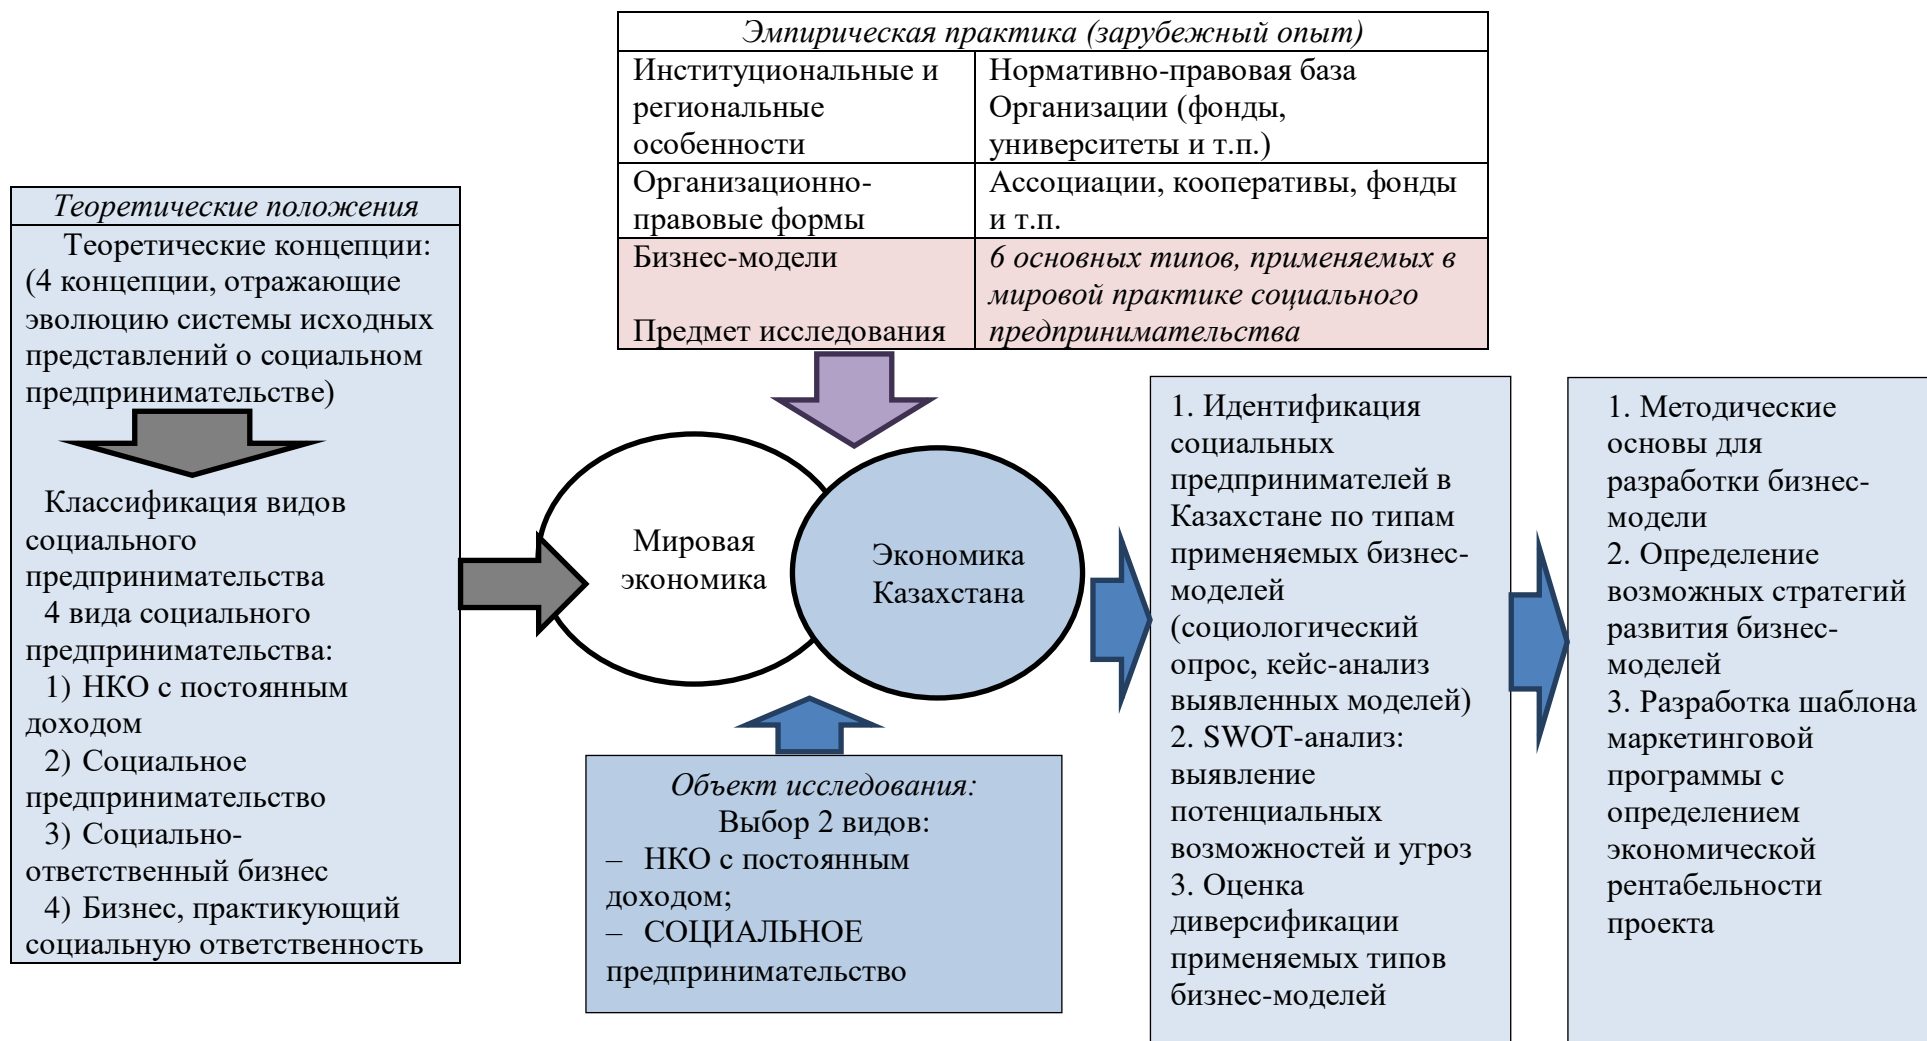 Эмпирическая практика (зарубежный опыт)
Институциональные и
региональные
особенности
Нормативно-правовая база
Организации (фонды,
университеты и т.п.)
Организационно-
правовые формы
Ассоциации, кооперативы, фонды
и т.п.
Бизнес-модели
Предмет исследования
6 основных типов, применяемых в
мировой практике социального
предпринимательства
Теоретические положения
Теоретические концепции:
(4 концепции, отражающие
эволюцию системы исходных
представлений о социальном
предпринимательстве)
Классификация видов
социального
предпринимательства
4 вида социального
предпринимательства:
1) НКО с постоянным
доходом
2) Социальное
предпринимательство
3) Социально-
ответственный бизнес
4) Бизнес, практикующий
социальную ответственность
Мировая
экономика
Экономика
Казахстана
Объект исследования:
Выбор 2 видов:
– НКО с постоянным
доходом;
– СОЦИАЛЬНОЕ
предпринимательство
1. Идентификация
социальных
предпринимателей в
Казахстане по типам
применяемых бизнес-
моделей
(социологический
опрос, кейс-анализ
выявленных моделей)
2. SWOT-анализ:
выявление
потенциальных
возможностей и угроз
3. Оценка
диверсификации
применяемых типов
бизнес-моделей
1. Методические
основы для
разработки бизнес-
модели
2. Определение
возможных стратегий
развития бизнес-
моделей
3. Разработка шаблона
маркетинговой
программы с
определением
экономической
рентабельности
проекта